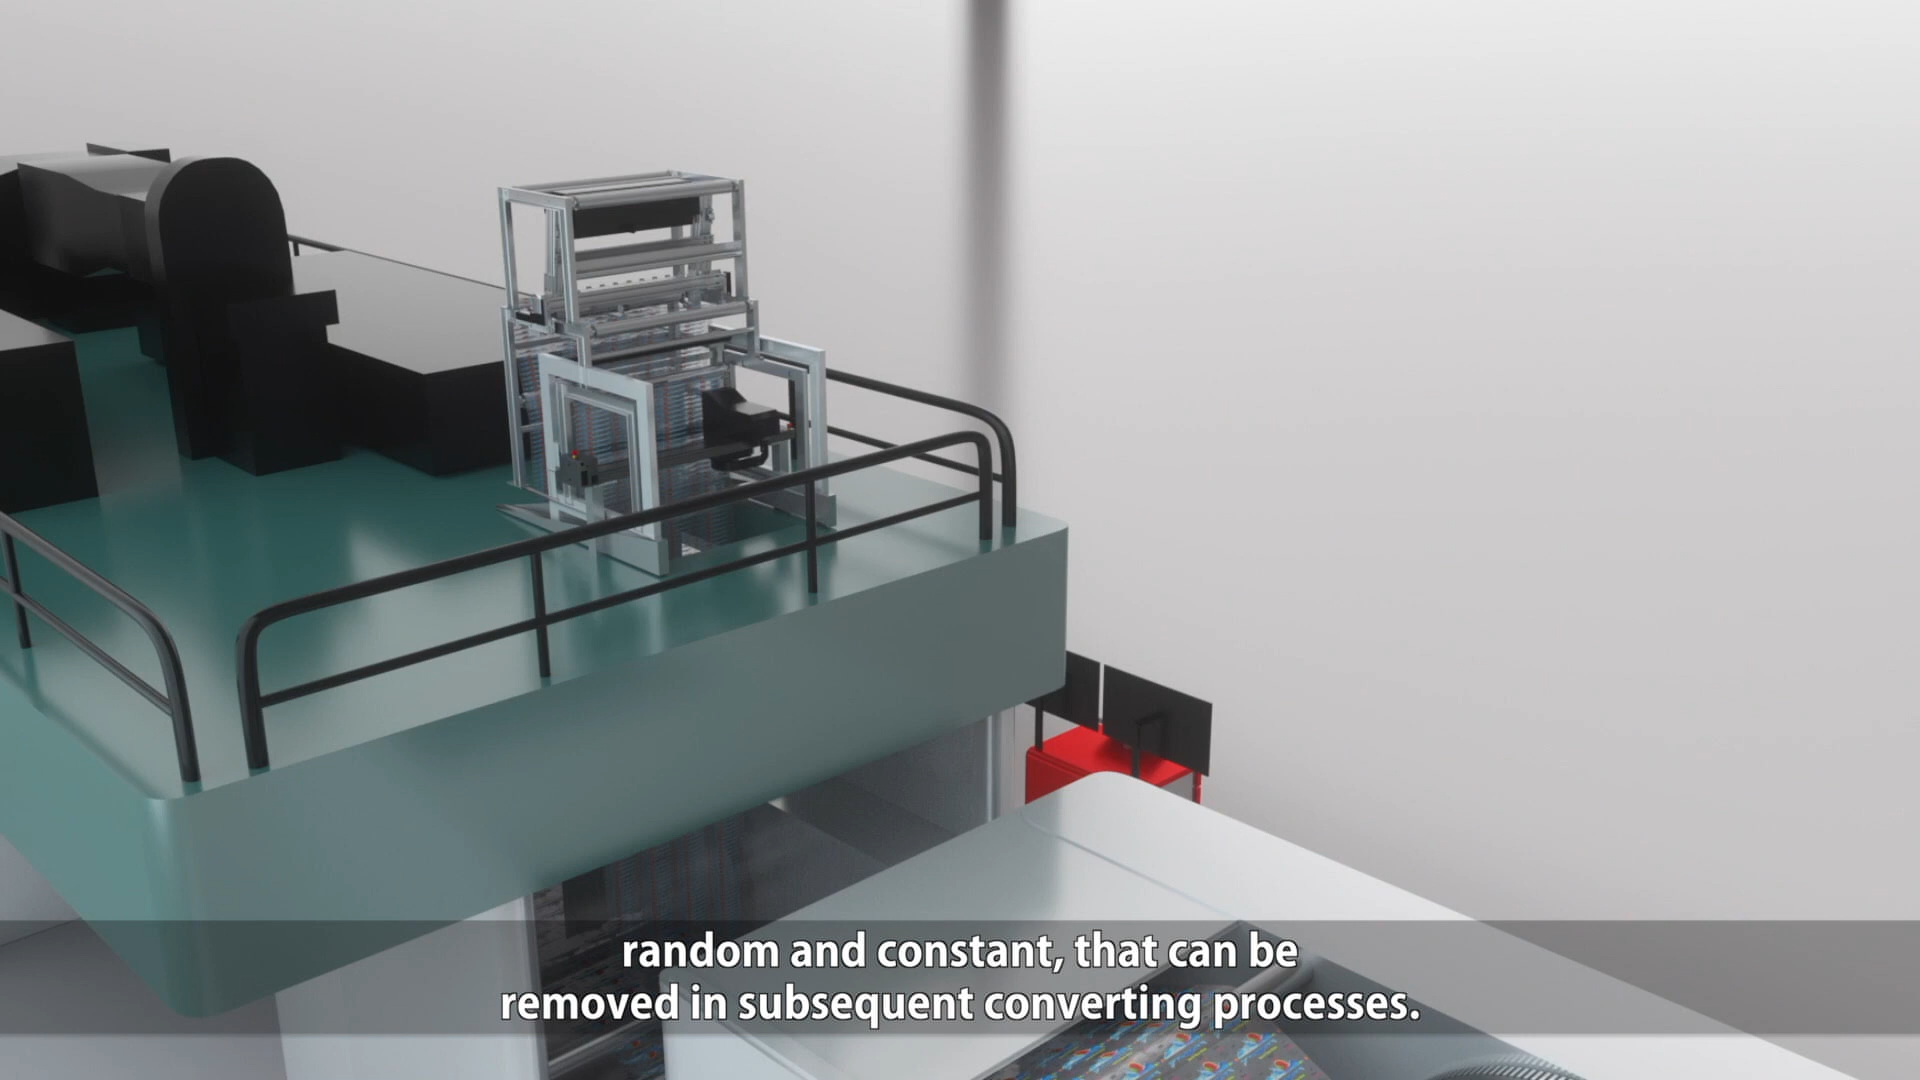 random and constant, that can be
removed in subsequent converting processes.